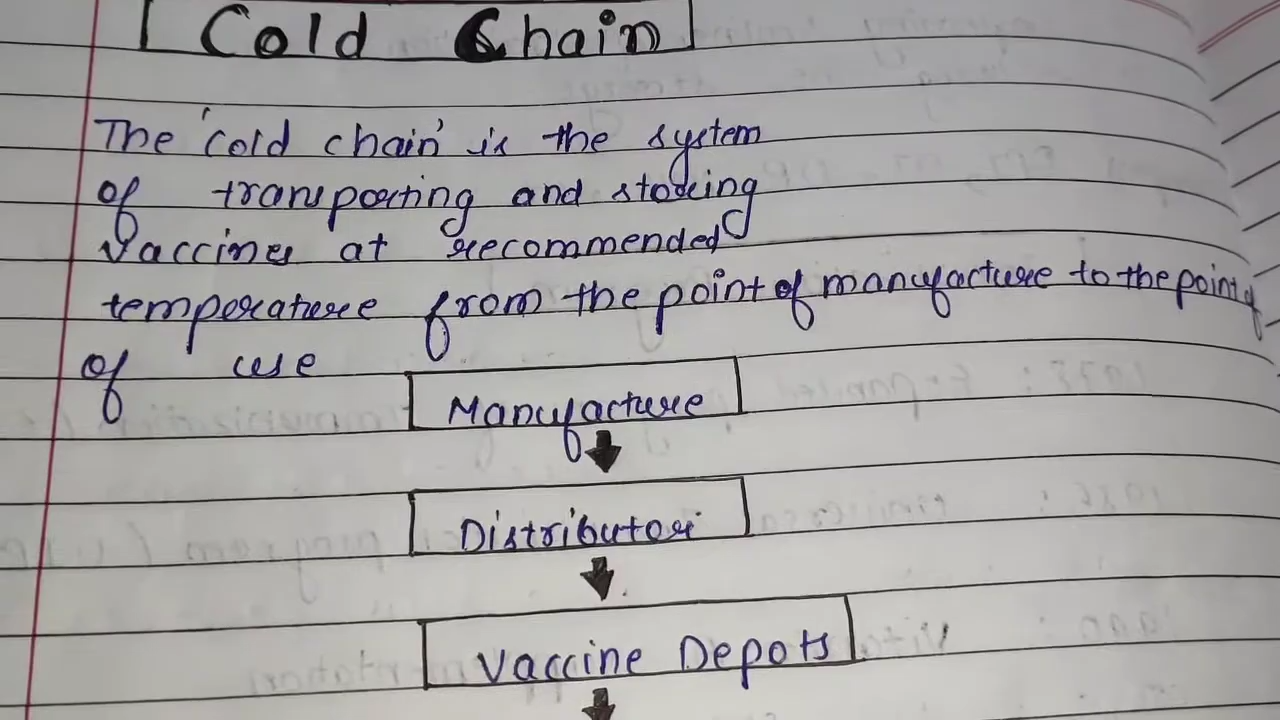 Cold Chain
The 'cold chain' is the system
of transporting and storing
vaccines at recommended
temperature from the point of manufacture to the point of
of use
Manufacture
Distributor
Vaccine Depots